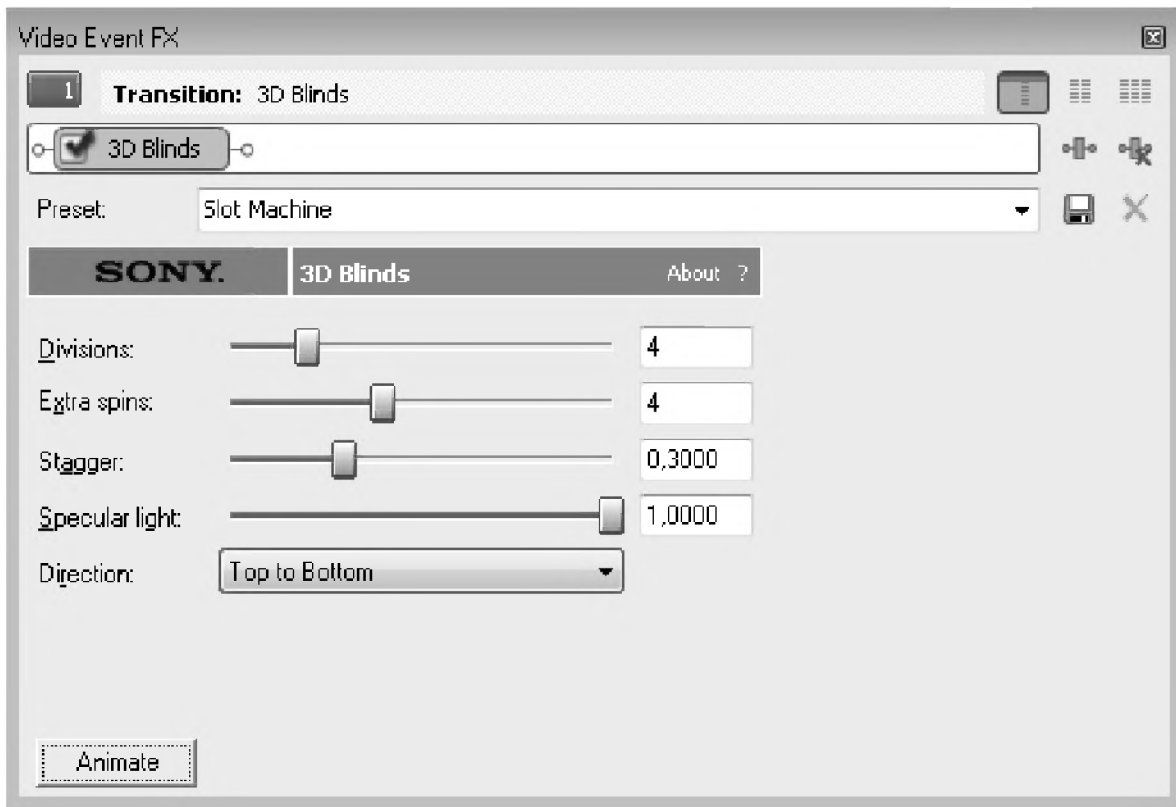 Video Event FX
1 Transition: 3D Blinds
3D Blinds
Preset: Slot Machine
SONY. 3D Blinds About ?
Divisions: 4
Extra spins: 4
Stagger: 0,3000
Specular light: 1,0000
Direction: Top to Bottom
Animate